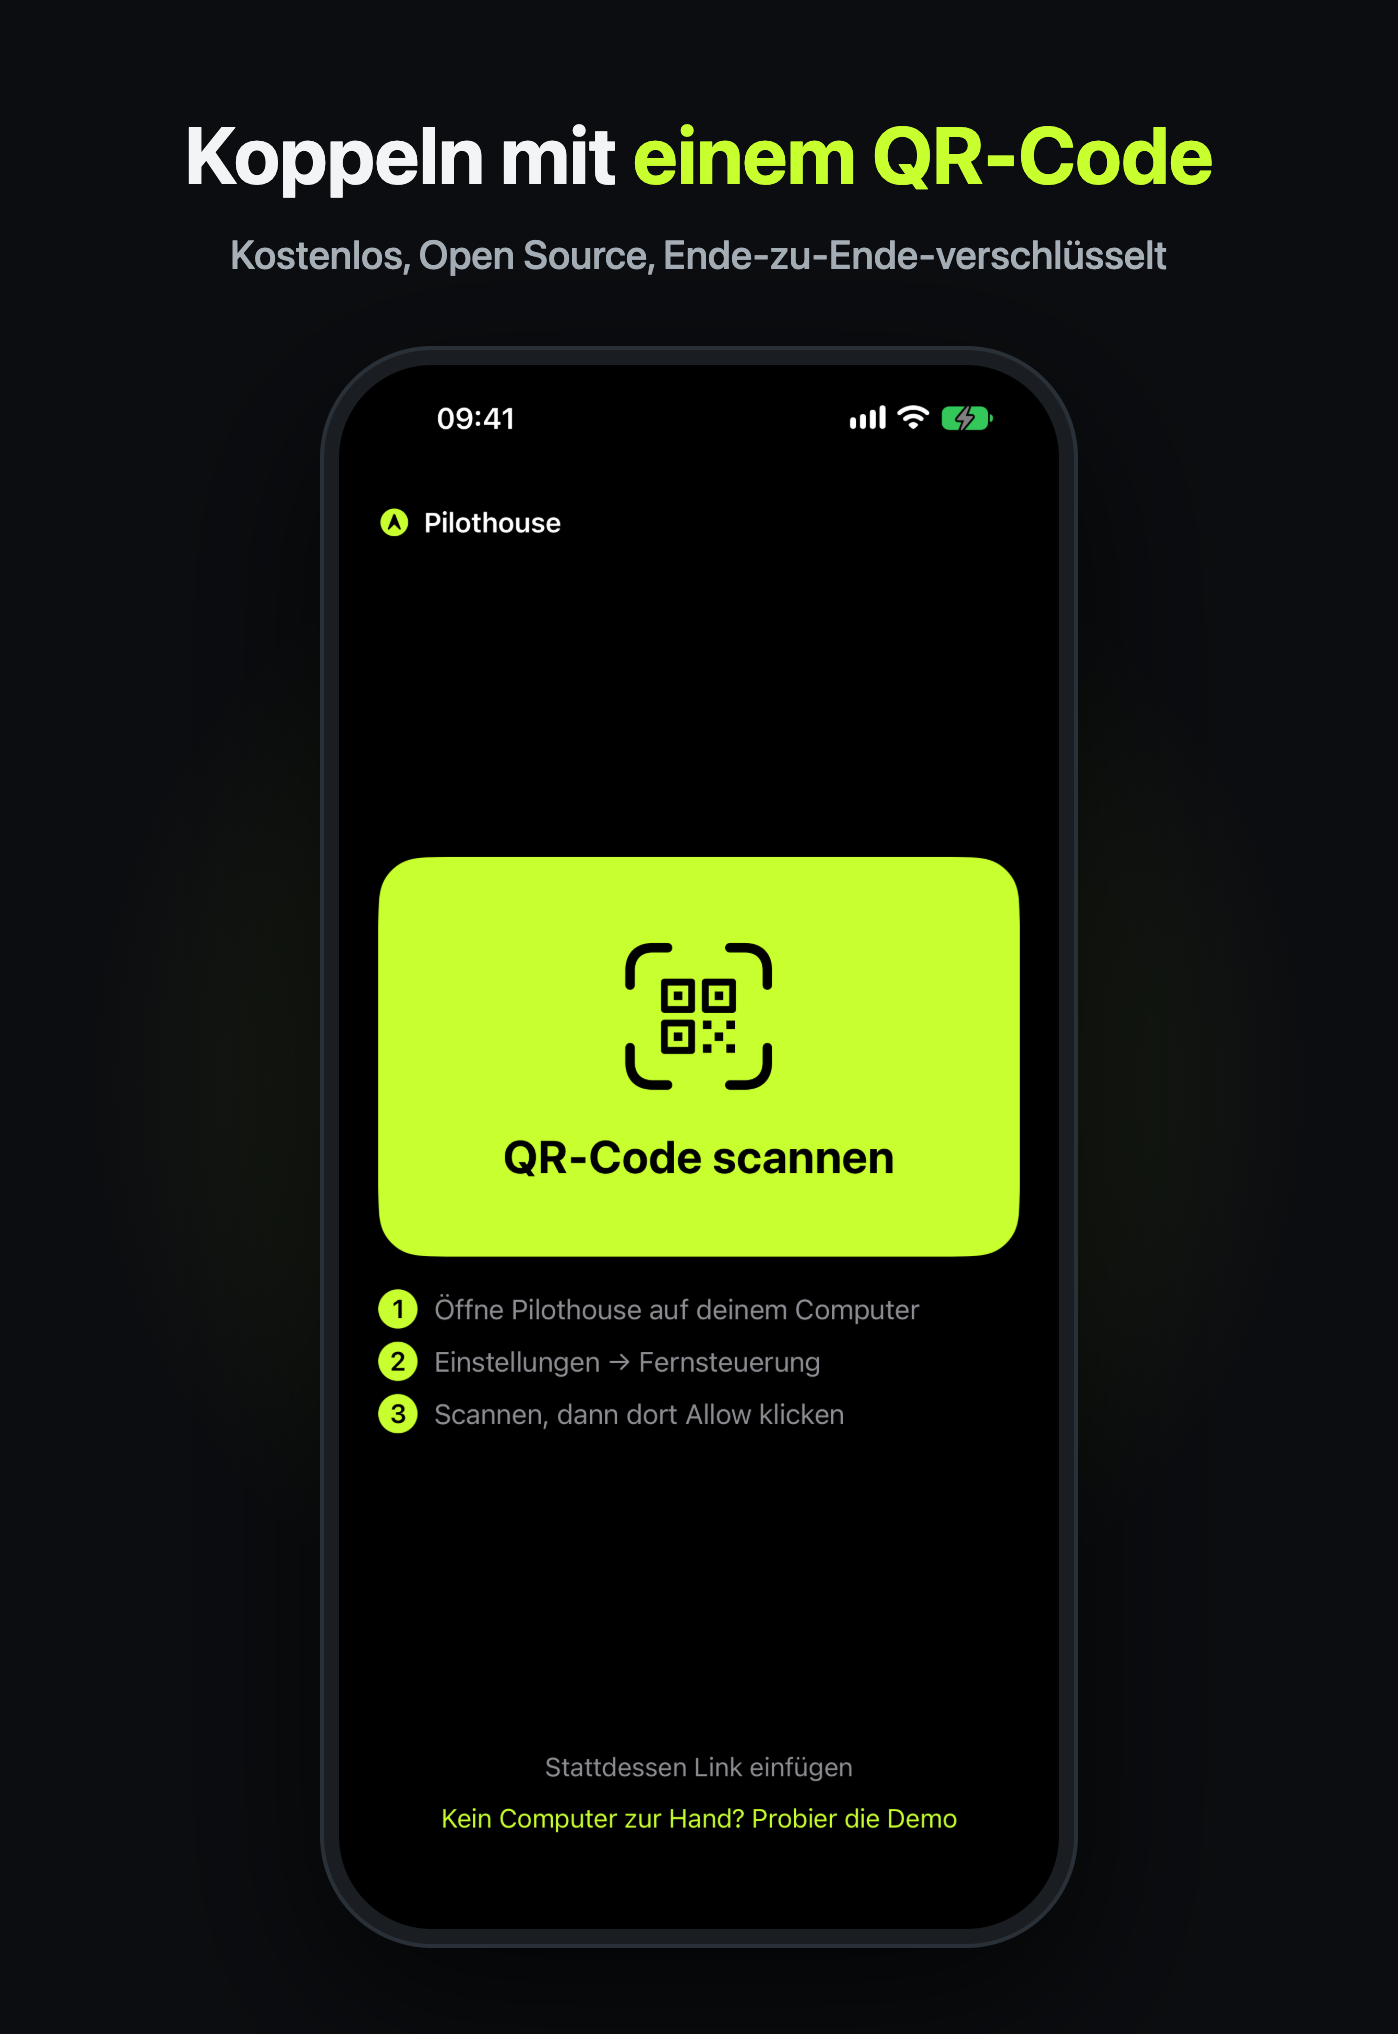 Koppeln mit einem QR-Code
Kostenlos, Open Source, Ende-zu-Ende-verschlüsselt
09:41
Pilothouse
QR-Code scannen
1 Öffne Pilothouse auf deinem Computer
2 Einstellungen → Fernsteuerung
3 Scannen, dann dort Allow klicken
Stattdessen Link einfügen
Kein Computer zur Hand? Probier die Demo